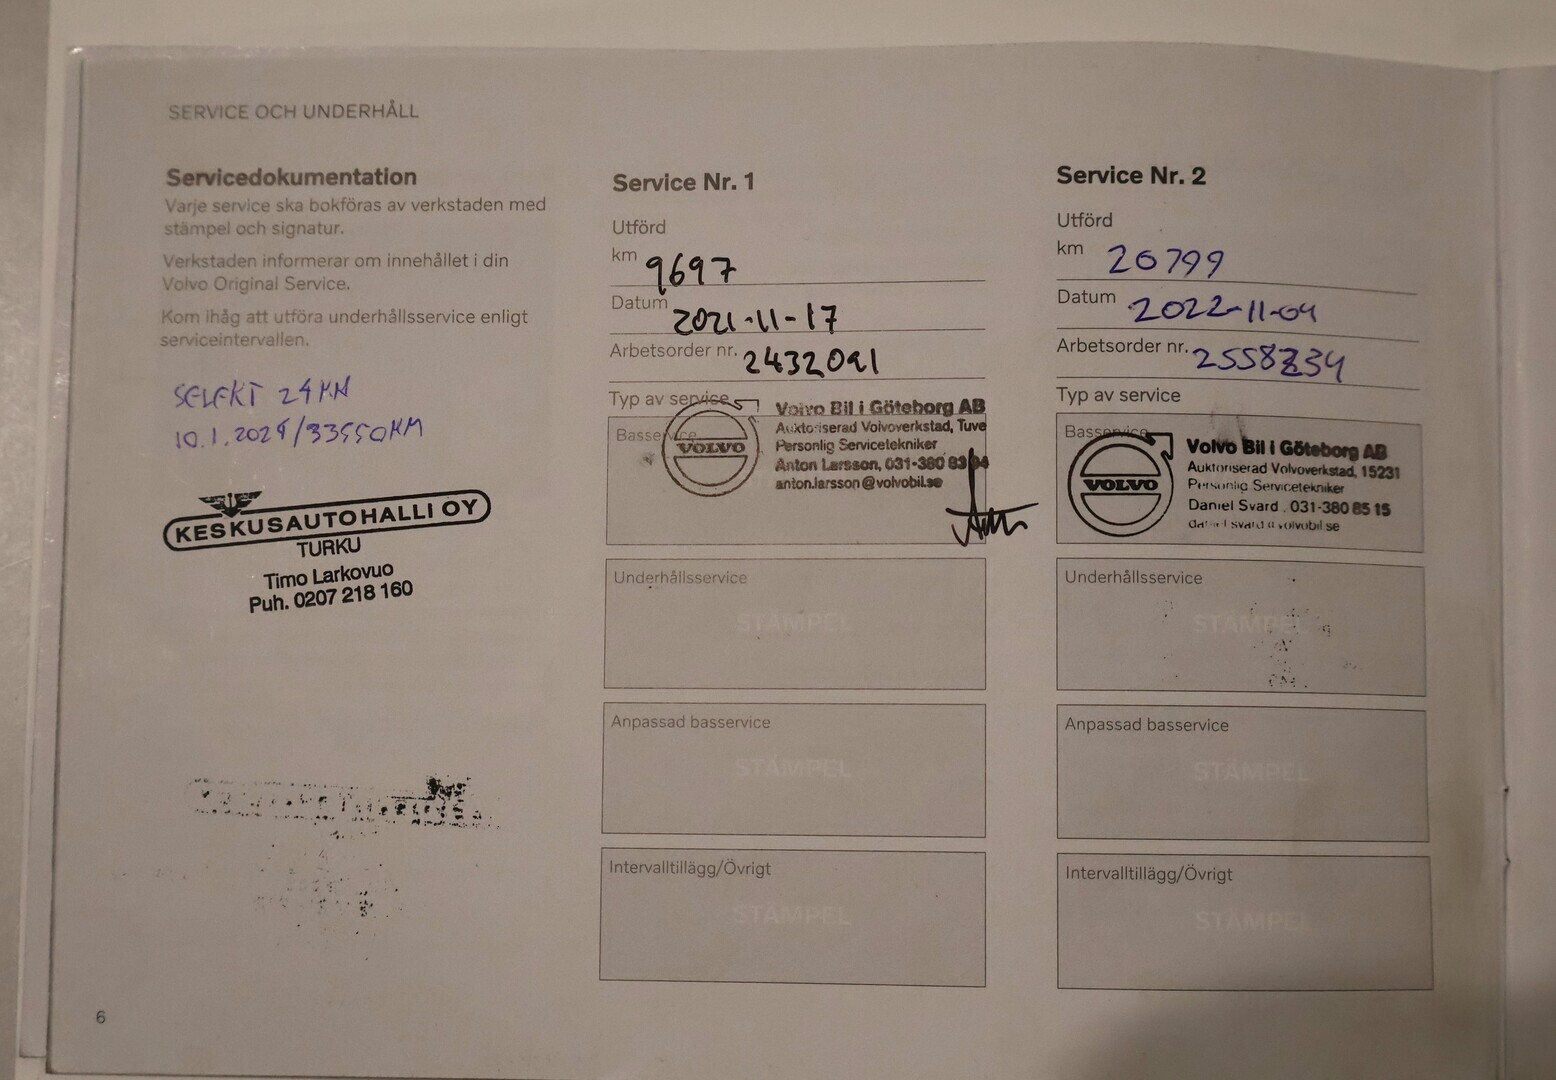 SERVICE OCH UNDERHÅLL
Servicedokumentation
Varje service ska bokföras av verkstaden med
stämpel och signatur.
Verkstaden informerar om innehållet i din
Volvo Original Service.
Kom ihåg att utföra underhållsservice enligt
serviceintervallen.
SELEKT 24KK
10.1.2024/33550KM
KESKUSAUTOHALLI OY
TURKU
Timo Larkovuo
Puh. 0207 218 160
6
Service Nr. 1
Utförd
km 9697
Datum 2021-11-17
Arbetsorder nr. 2432091
Typ av service
Basservice
VOLVO
Volvo Bil i Göteborg AB
Auktoriserad Volvoverkstad, Tuve
Personlig Servicetekniker
Anton Larsson, 031-380 83 94
anton.larsson@volvobil.se
Underhållsservice
STÄMPEL
Anpassad basservice
STÄMPEL
Intervalltillägg/Övrigt
STÄMPEL
Service Nr. 2
Utförd
km 20799
Datum 2022-11-04
Arbetsorder nr. 2558234
Typ av service
Basservice
VOLVO
Volvo Bil i Göteborg AB
Auktoriserad Volvoverkstad, 15231
Personlig Servicetekniker
Daniel Svard . 031-380 85 15
svard @ volvobil se
Underhållsservice
STÄMPEL
Anpassad basservice
STÄMPEL
Intervalltillägg/Övrigt
STÄMPEL